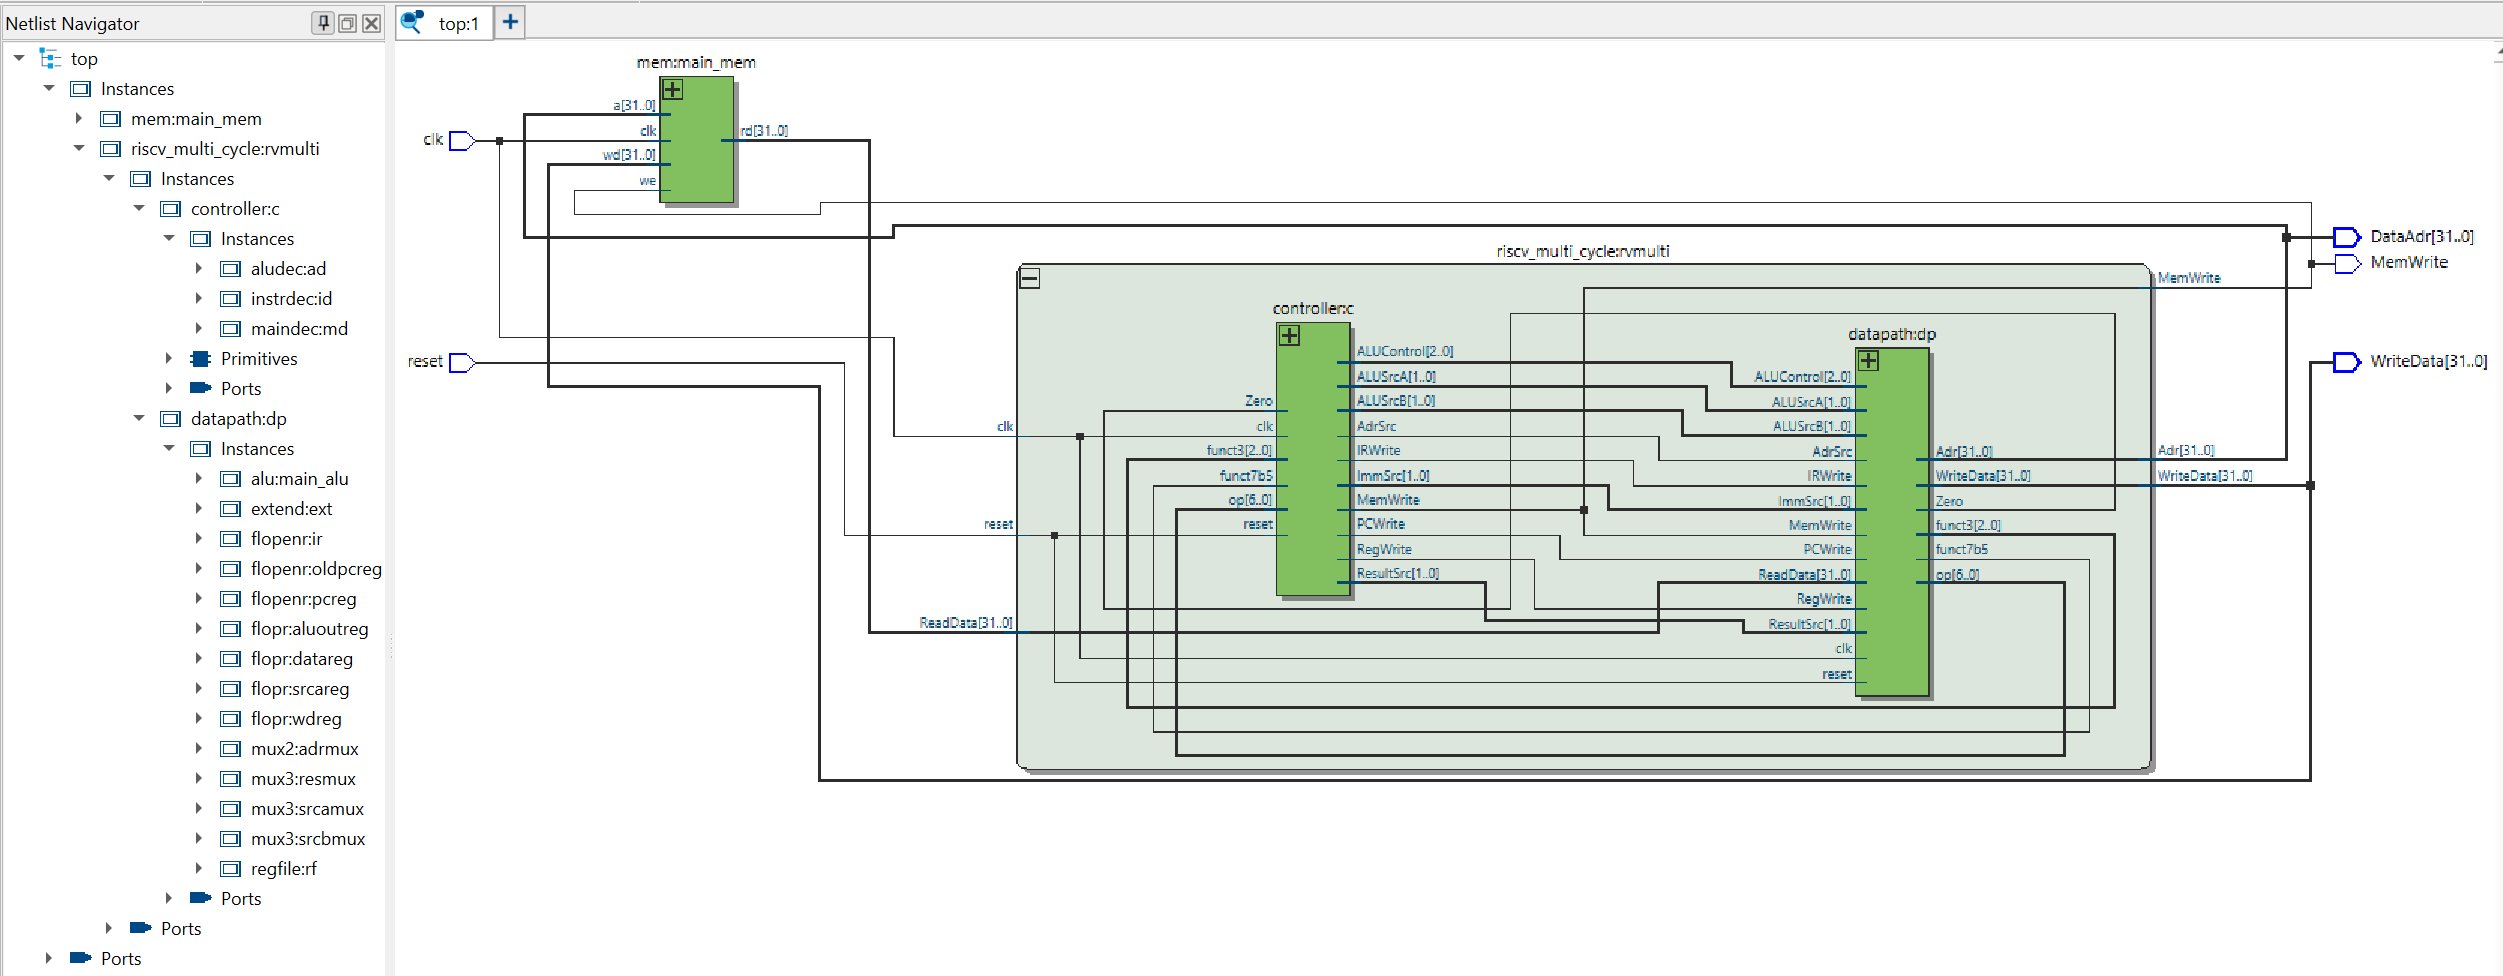 Netlist Navigator
top
Instances
mem:main_mem
riscv_multi_cycle:rvmulti
Instances
controller:c
Instances
aludec:ad
instrdec:id
maindec:md
Primitives
Ports
datapath:dp
Instances
alu:main_alu
extend:ext
flopenr:ir
flopenr:oldpcreg
flopenr:pcreg
flopr:aluoutreg
flopr:datareg
flopr:srcareg
flopr:wdreg
mux2:adrmux
mux3:resmux
mux3:srcamux
mux3:srcbmux
regfile:rf
Ports
Ports
Ports
top:1
mem:main_mem
a[31..0]
clk
wd[31..0]
we
rd[31..0]
clk
reset
riscv_multi_cycle:rvmulti
clk
reset
ReadData[31..0]
controller:c
Zero
clk
funct3[2..0]
funct7b5
op[6..0]
reset
ALUControl[2..0]
ALUSrcA[1..0]
ALUSrcB[1..0]
AdrSrc
IRWrite
ImmSrc[1..0]
MemWrite
PCWrite
RegWrite
ResultSrc[1..0]
datapath:dp
ALUControl[2..0]
ALUSrcA[1..0]
ALUSrcB[1..0]
AdrSrc
IRWrite
ImmSrc[1..0]
MemWrite
PCWrite
ReadData[31..0]
RegWrite
ResultSrc[1..0]
clk
reset
Adr[31..0]
WriteData[31..0]
Zero
funct3[2..0]
funct7b5
op[6..0]
MemWrite
Adr[31..0]
WriteData[31..0]
DataAdr[31..0]
MemWrite
WriteData[31..0]